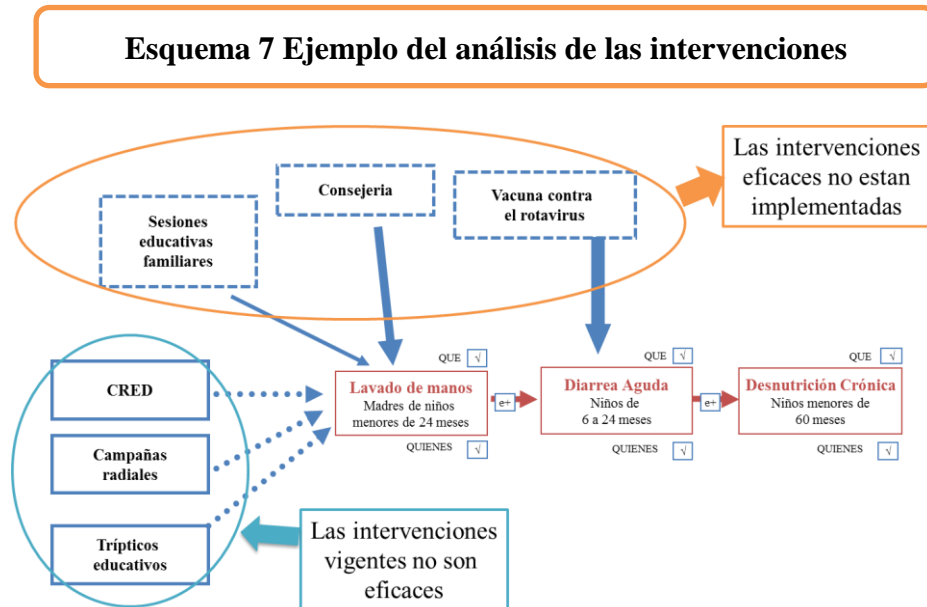 Esquema 7 Ejemplo del análisis de las intervenciones
Las intervenciones
eficaces no estan
implementadas
Consejeria
Vacuna contra
el rotavirus
Sesiones
educativas
familiares
QUE √
QUE √
QUE √
CRED
Lavado de manos
Madres de niños
menores de 24 meses
e+
Diarrea Aguda
Niños de
6 a 24 meses
e+
Desnutrición Crónica
Niños menores de
60 meses
QUIENES √
QUIENES √
QUIENES √
Campañas
radiales
Trípticos
educativos
Las intervenciones
vigentes no son
eficaces